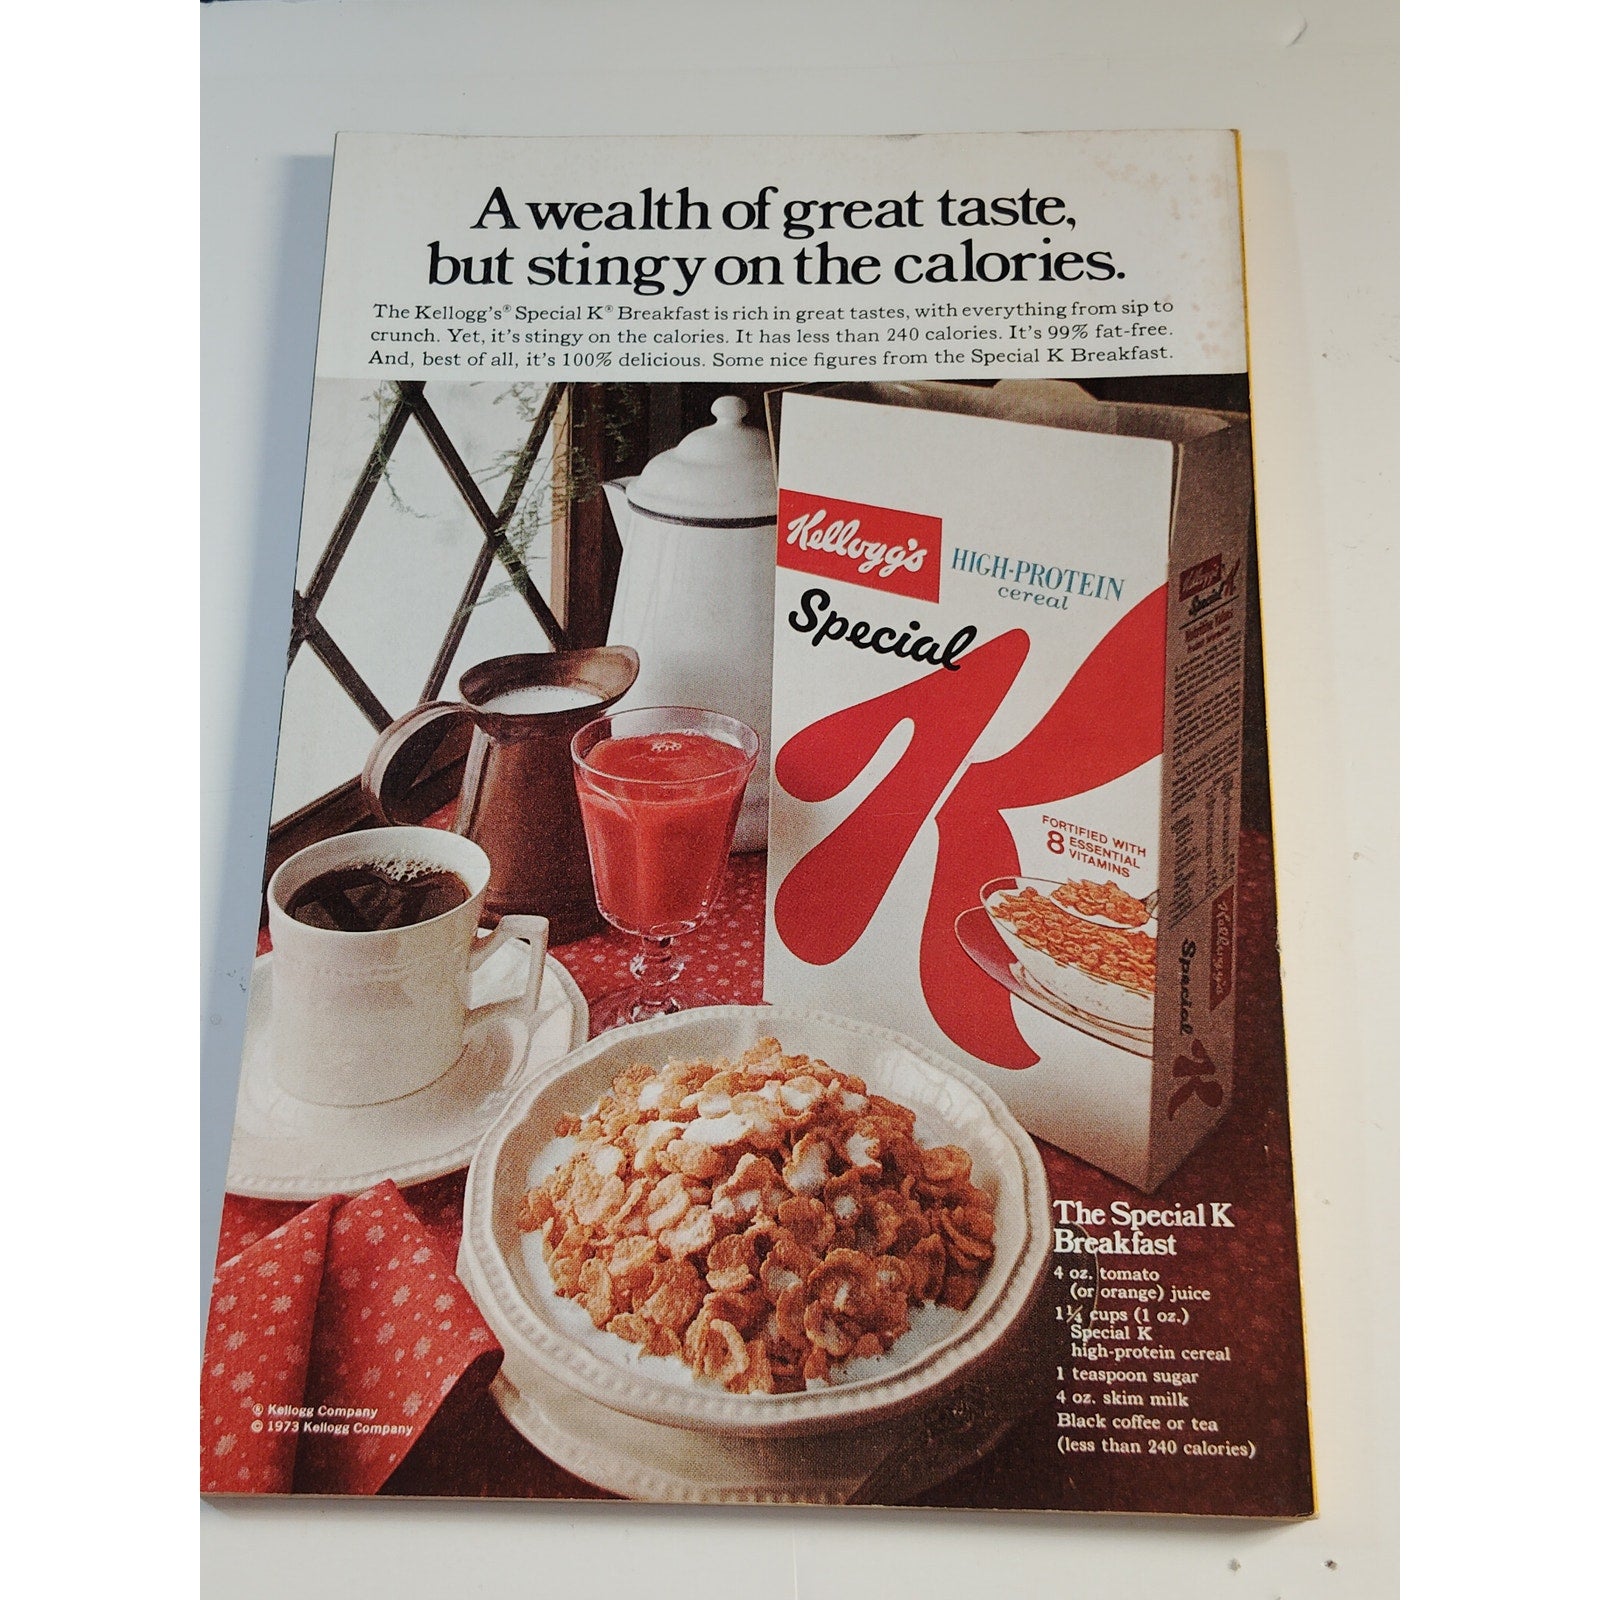 A wealth of great taste,
but stingy on the calories.
The Kellogg's® Special K® Breakfast is rich in great tastes, with everything from sip to
crunch. Yet, it's stingy on the calories. It has less than 240 calories. It's 99% fat-free.
And, best of all, it's 100% delicious. Some nice figures from the Special K Breakfast.
Kellogg's
HIGH-PROTEIN
cereal
Special
K
FORTIFIED WITH
8 ESSENTIAL
VITAMINS
Kellogg's
Special K
Kellogg's
Special K
The Special K
Breakfast
4 oz. tomato
(or orange) juice
1¼ cups (1 oz.)
Special K
high-protein cereal
1 teaspoon sugar
4 oz. skim milk
Black coffee or tea
(less than 240 calories)
® Kellogg Company
© 1973 Kellogg Company